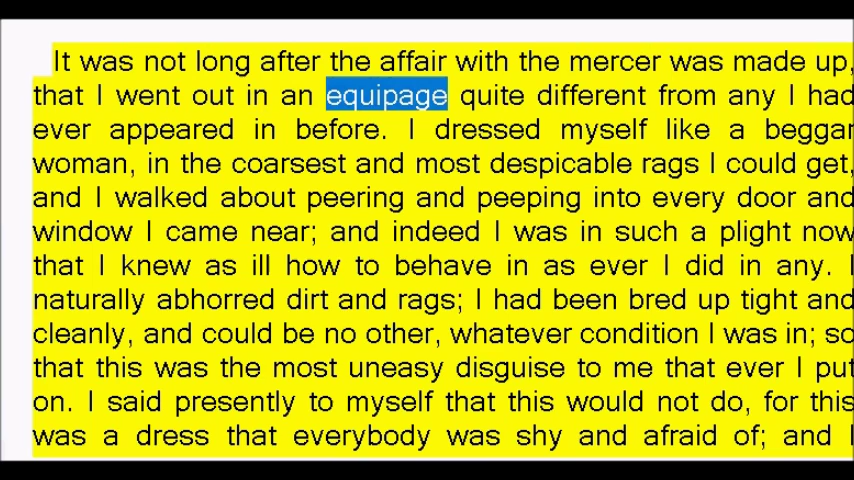 It was not long after the affair with the mercer was made up,
that I went out in an equipage quite different from any I had
ever appeared in before. I dressed myself like a beggar
woman, in the coarsest and most despicable rags I could get,
and I walked about peering and peeping into every door and
window I came near; and indeed I was in such a plight now
that I knew as ill how to behave in as ever I did in any. I
naturally abhorred dirt and rags; I had been bred up tight and
cleanly, and could be no other, whatever condition I was in; so
that this was the most uneasy disguise to me that ever I put
on. I said presently to myself that this would not do, for this
was a dress that everybody was shy and afraid of; and I